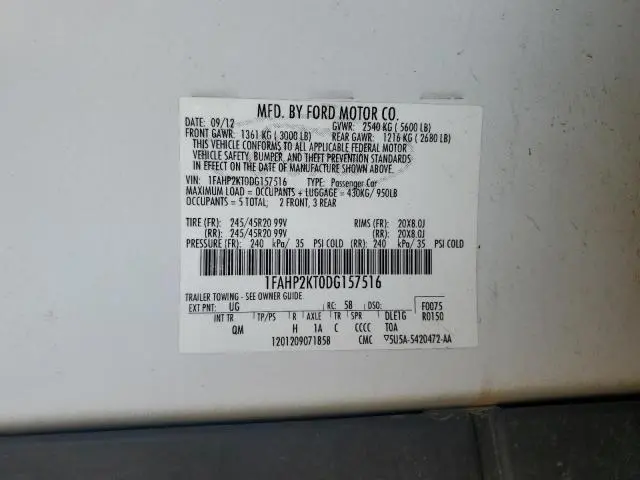 MFD. BY FORD MOTOR CO.
DATE: 09/12 GVWR: 2540 KG ( 5600 LB)
FRONT GAWR: 1361 KG ( 3000 LB) REAR GAWR: 1216 KG ( 2680 LB)
THIS VEHICLE CONFORMS TO ALL APPLICABLE FEDERAL MOTOR
VEHICLE SAFETY, BUMPER, AND THEFT PREVENTION STANDARDS
IN EFFECT ON THE DATE OF MANUFACTURE SHOWN ABOVE.
VIN: 1FAHP2KT0DG157516 TYPE: Passenger Car
MAXIMUM LOAD = OCCUPANTS + LUGGAGE = 430KG/ 950LB
OCCUPANTS = 5 TOTAL; 2 FRONT, 3 REAR
TIRE (FR): 245/45R20 99V RIMS (FR): 20X8.0J
(RR): 245/45R20 99V (RR): 20X8.0J
PRESSURE (FR): 240 kPa/ 35 PSI COLD (RR) 240 kPa/ 35 PSI COLD
1FAHP2KT0DG157516
TRAILER TOWING - SEE OWNER GUIDE.
EXT PNT: UG RC: 58 DSO: F0075
INT TR TP/PS R AXLE TR SPR DLE1G R0150
QM H 1A C CCCC T0A
12012090718​58 CMC ▽5U5A-5420472-AA